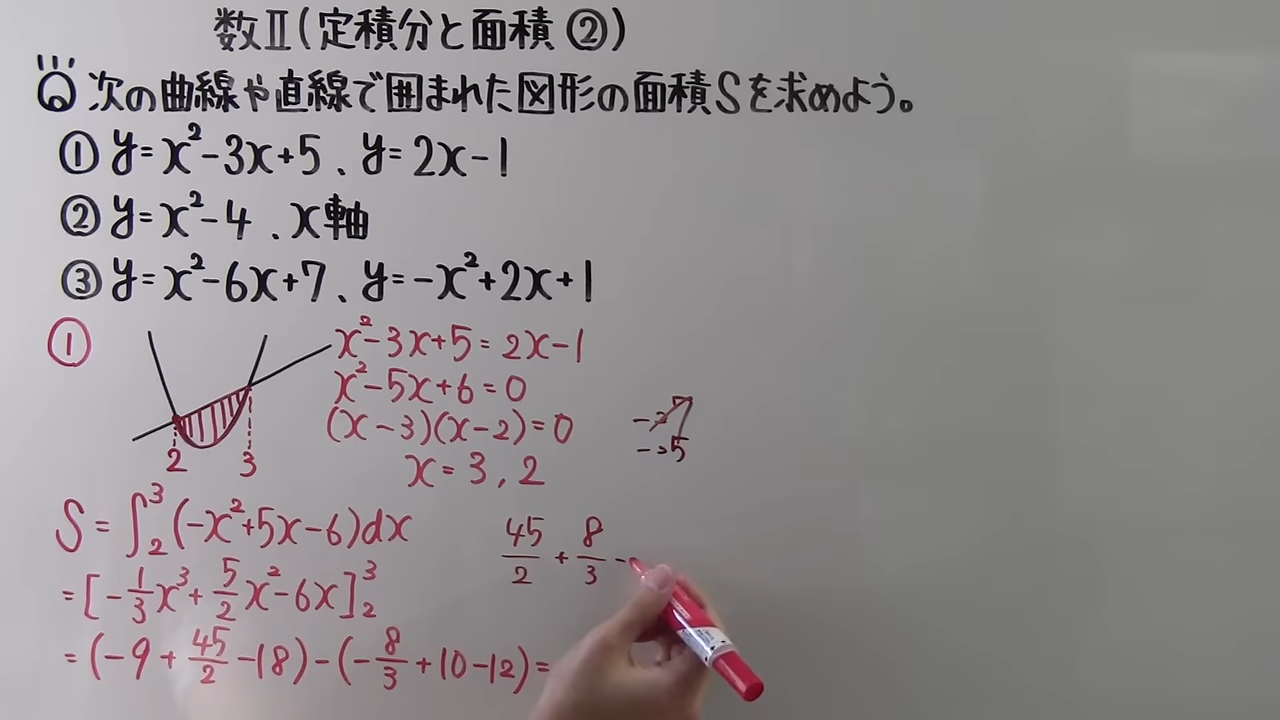 数Ⅱ(定積分と面積②)
Q 次の曲線や直線で囲まれた図形の面積Sを求めよう。
① y=x²-3x+5、y=2x-1
② y=x²-4、x軸
③ y=x²-6x+7、y=-x²+2x+1
①
x²-3x+5=2x-1
x²-5x+6=0
(x-3)(x-2)=0
x=3,2
2 3
-27
-25
S=∫₂³(-x²+5x-6)dx
=[-1/3x³+5/2x²-6x]₂³
=(-9+45/2-18)-(-8/3+10-12)=
45/2+8/3-